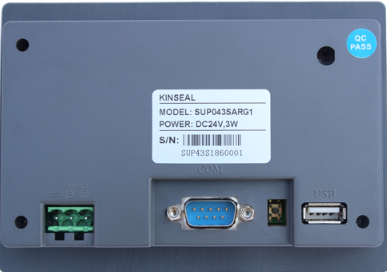 QC
PASS
KINSEAL
MODEL: SUP043SARG1
POWER: DC24V,3W
S/N:
SUP43S1860001
COM
USB